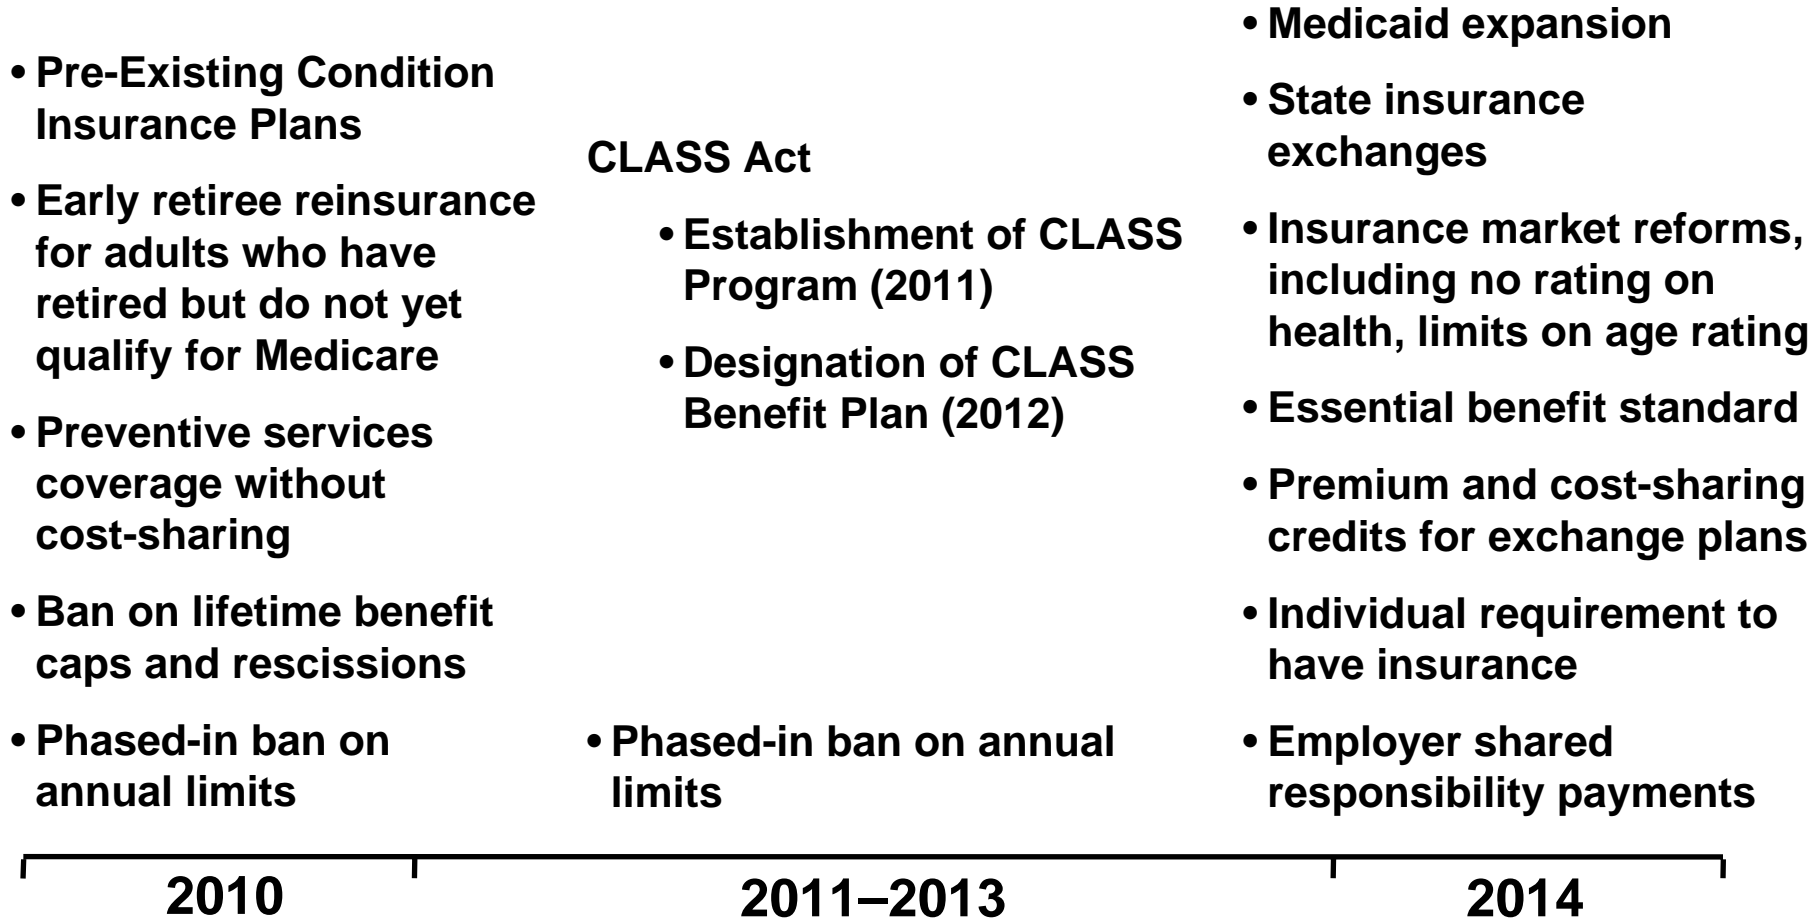 • Pre-Existing Condition
Insurance Plans
• Early retiree reinsurance
for adults who have
retired but do not yet
qualify for Medicare
• Preventive services
coverage without
cost-sharing
• Ban on lifetime benefit
caps and rescissions
• Phased-in ban on
annual limits
CLASS Act
• Establishment of CLASS
Program (2011)
• Designation of CLASS
Benefit Plan (2012)
• Phased-in ban on annual
limits
• Medicaid expansion
• State insurance
exchanges
• Insurance market reforms,
including no rating on
health, limits on age rating
• Essential benefit standard
• Premium and cost-sharing
credits for exchange plans
• Individual requirement to
have insurance
• Employer shared
responsibility payments
2010
2011–2013
2014